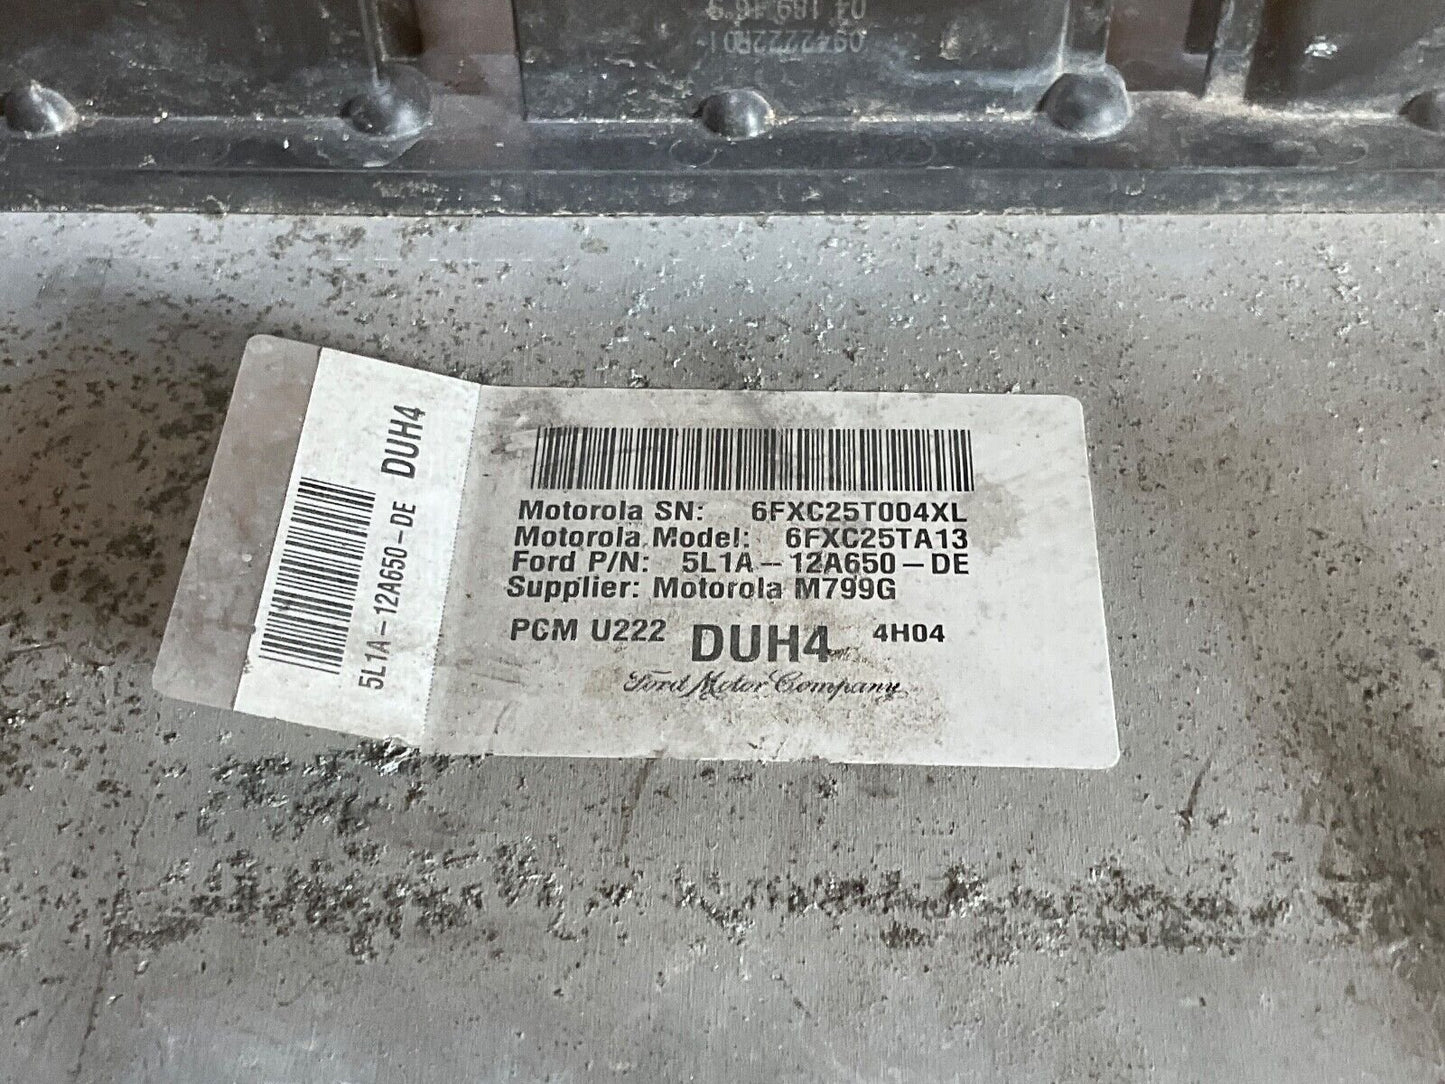 0942222R01
5L1A-12A650-DE DUH4
Motorola SN: 6FXC25T004XL
Motorola Model: 6FXC25TA13
Ford P/N: 5L1A-12A650-DE
Supplier: Motorola M799G
PCM U222 DUH4 4H04
Ford Motor Company